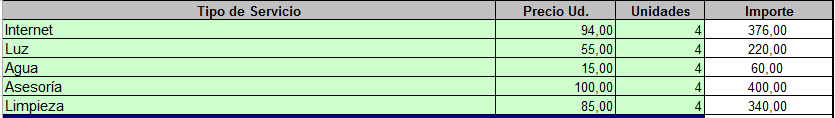 Tipo de Servicio Precio Ud. Unidades Importe
Internet 94,00 4 376,00
Luz 55,00 4 220,00
Agua 15,00 4 60,00
Asesoría 100,00 4 400,00
Limpieza 85,00 4 340,00